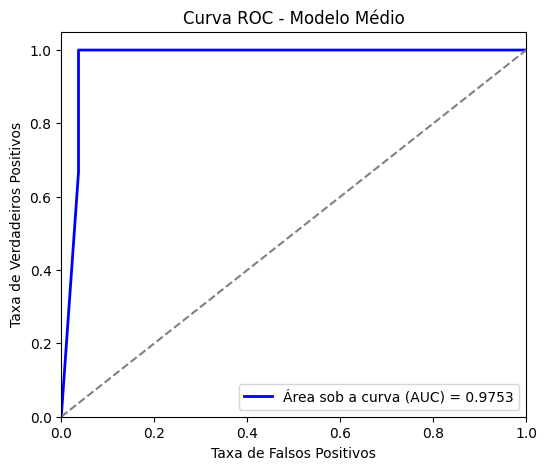 Curva ROC - Modelo Médio
Taxa de Verdadeiros Positivos
1.0
0.8
0.6
0.4
0.2
0.0
Área sob a curva (AUC) = 0.9753
0.0 0.2 0.4 0.6 0.8 1.0
Taxa de Falsos Positivos